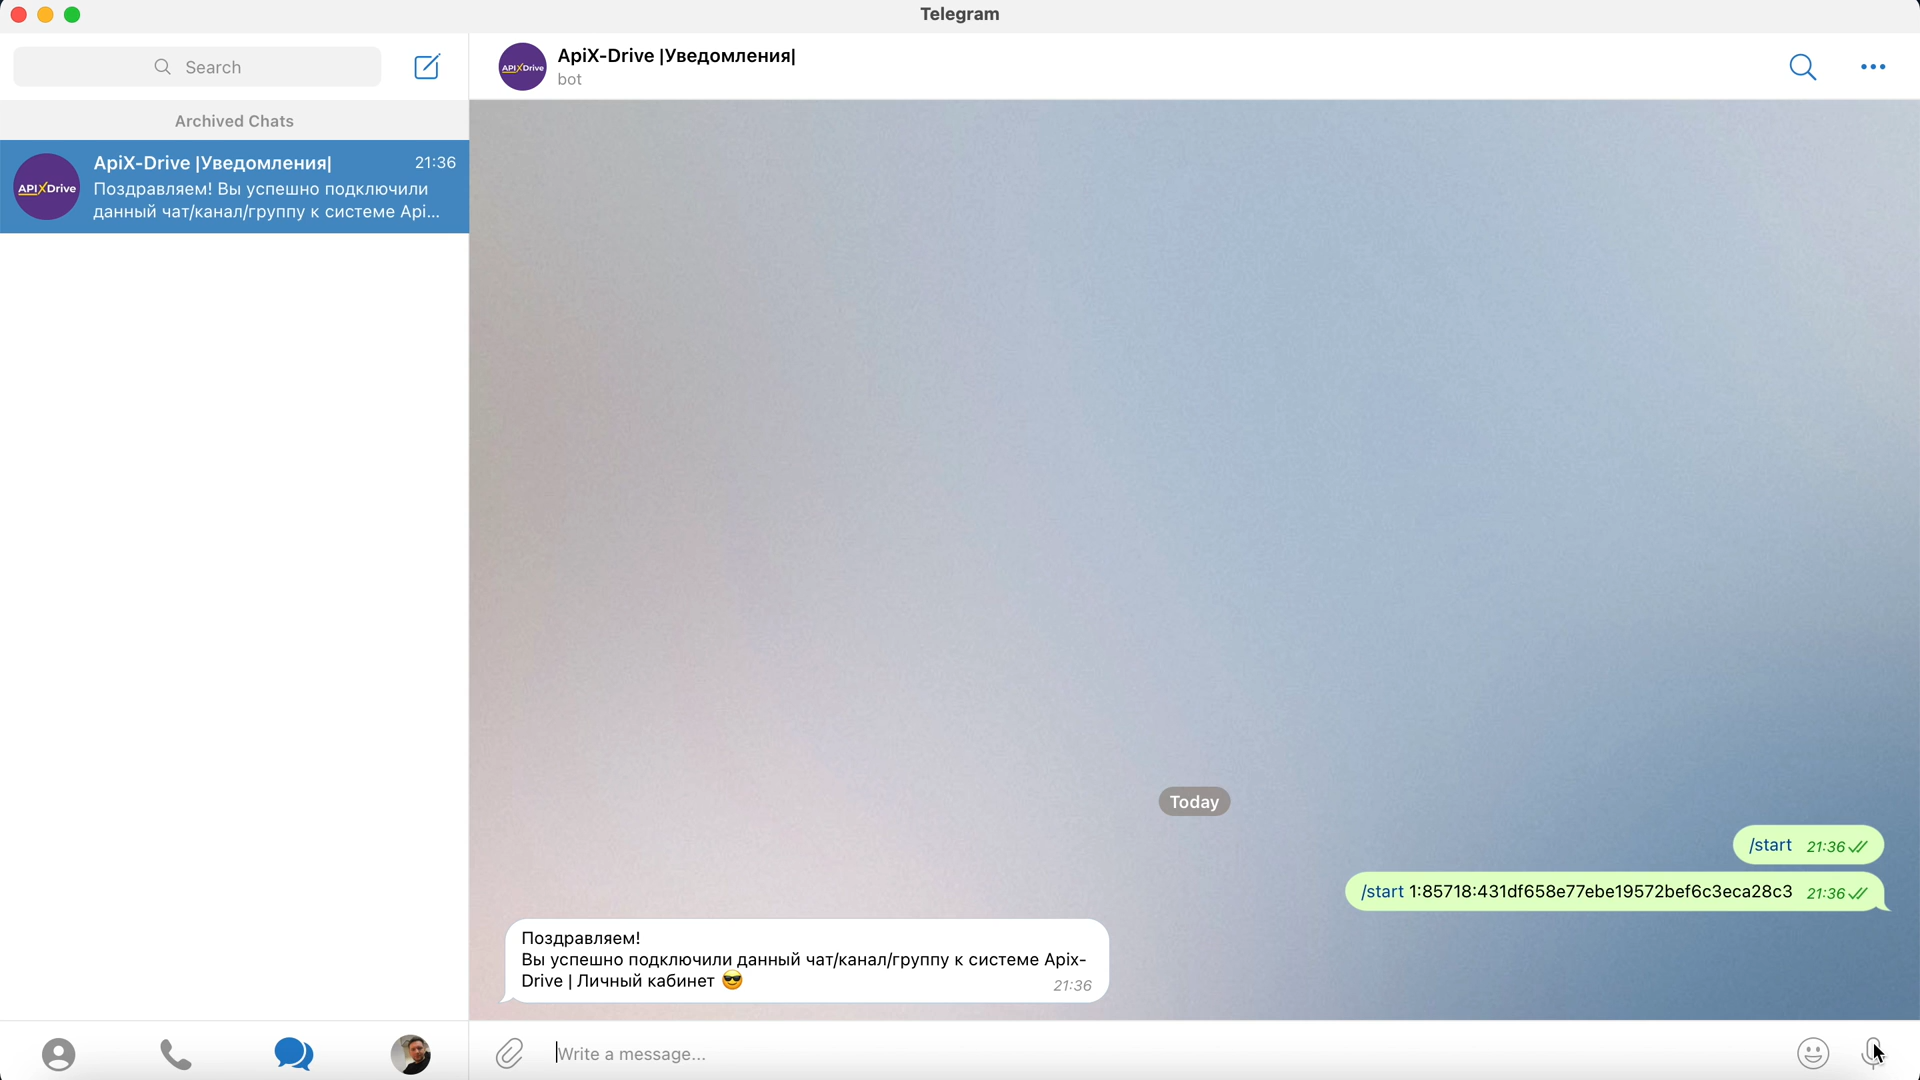 Telegram
Search
ApiX-Drive |Уведомления|
bot
Archived Chats
APIXDrive
ApiX-Drive |Уведомления| 21:36
Поздравляем! Вы успешно подключили
данный чат/канал/группу к системе Api...
APIXDrive
Today
/start 21:36
/start 1:85718:431df658e77ebe19572bef6c3eca28c3 21:36
Поздравляем!
Вы успешно подключили данный чат/канал/группу к системе Apix-
Drive | Личный кабинет 😎 21:36
Write a message...